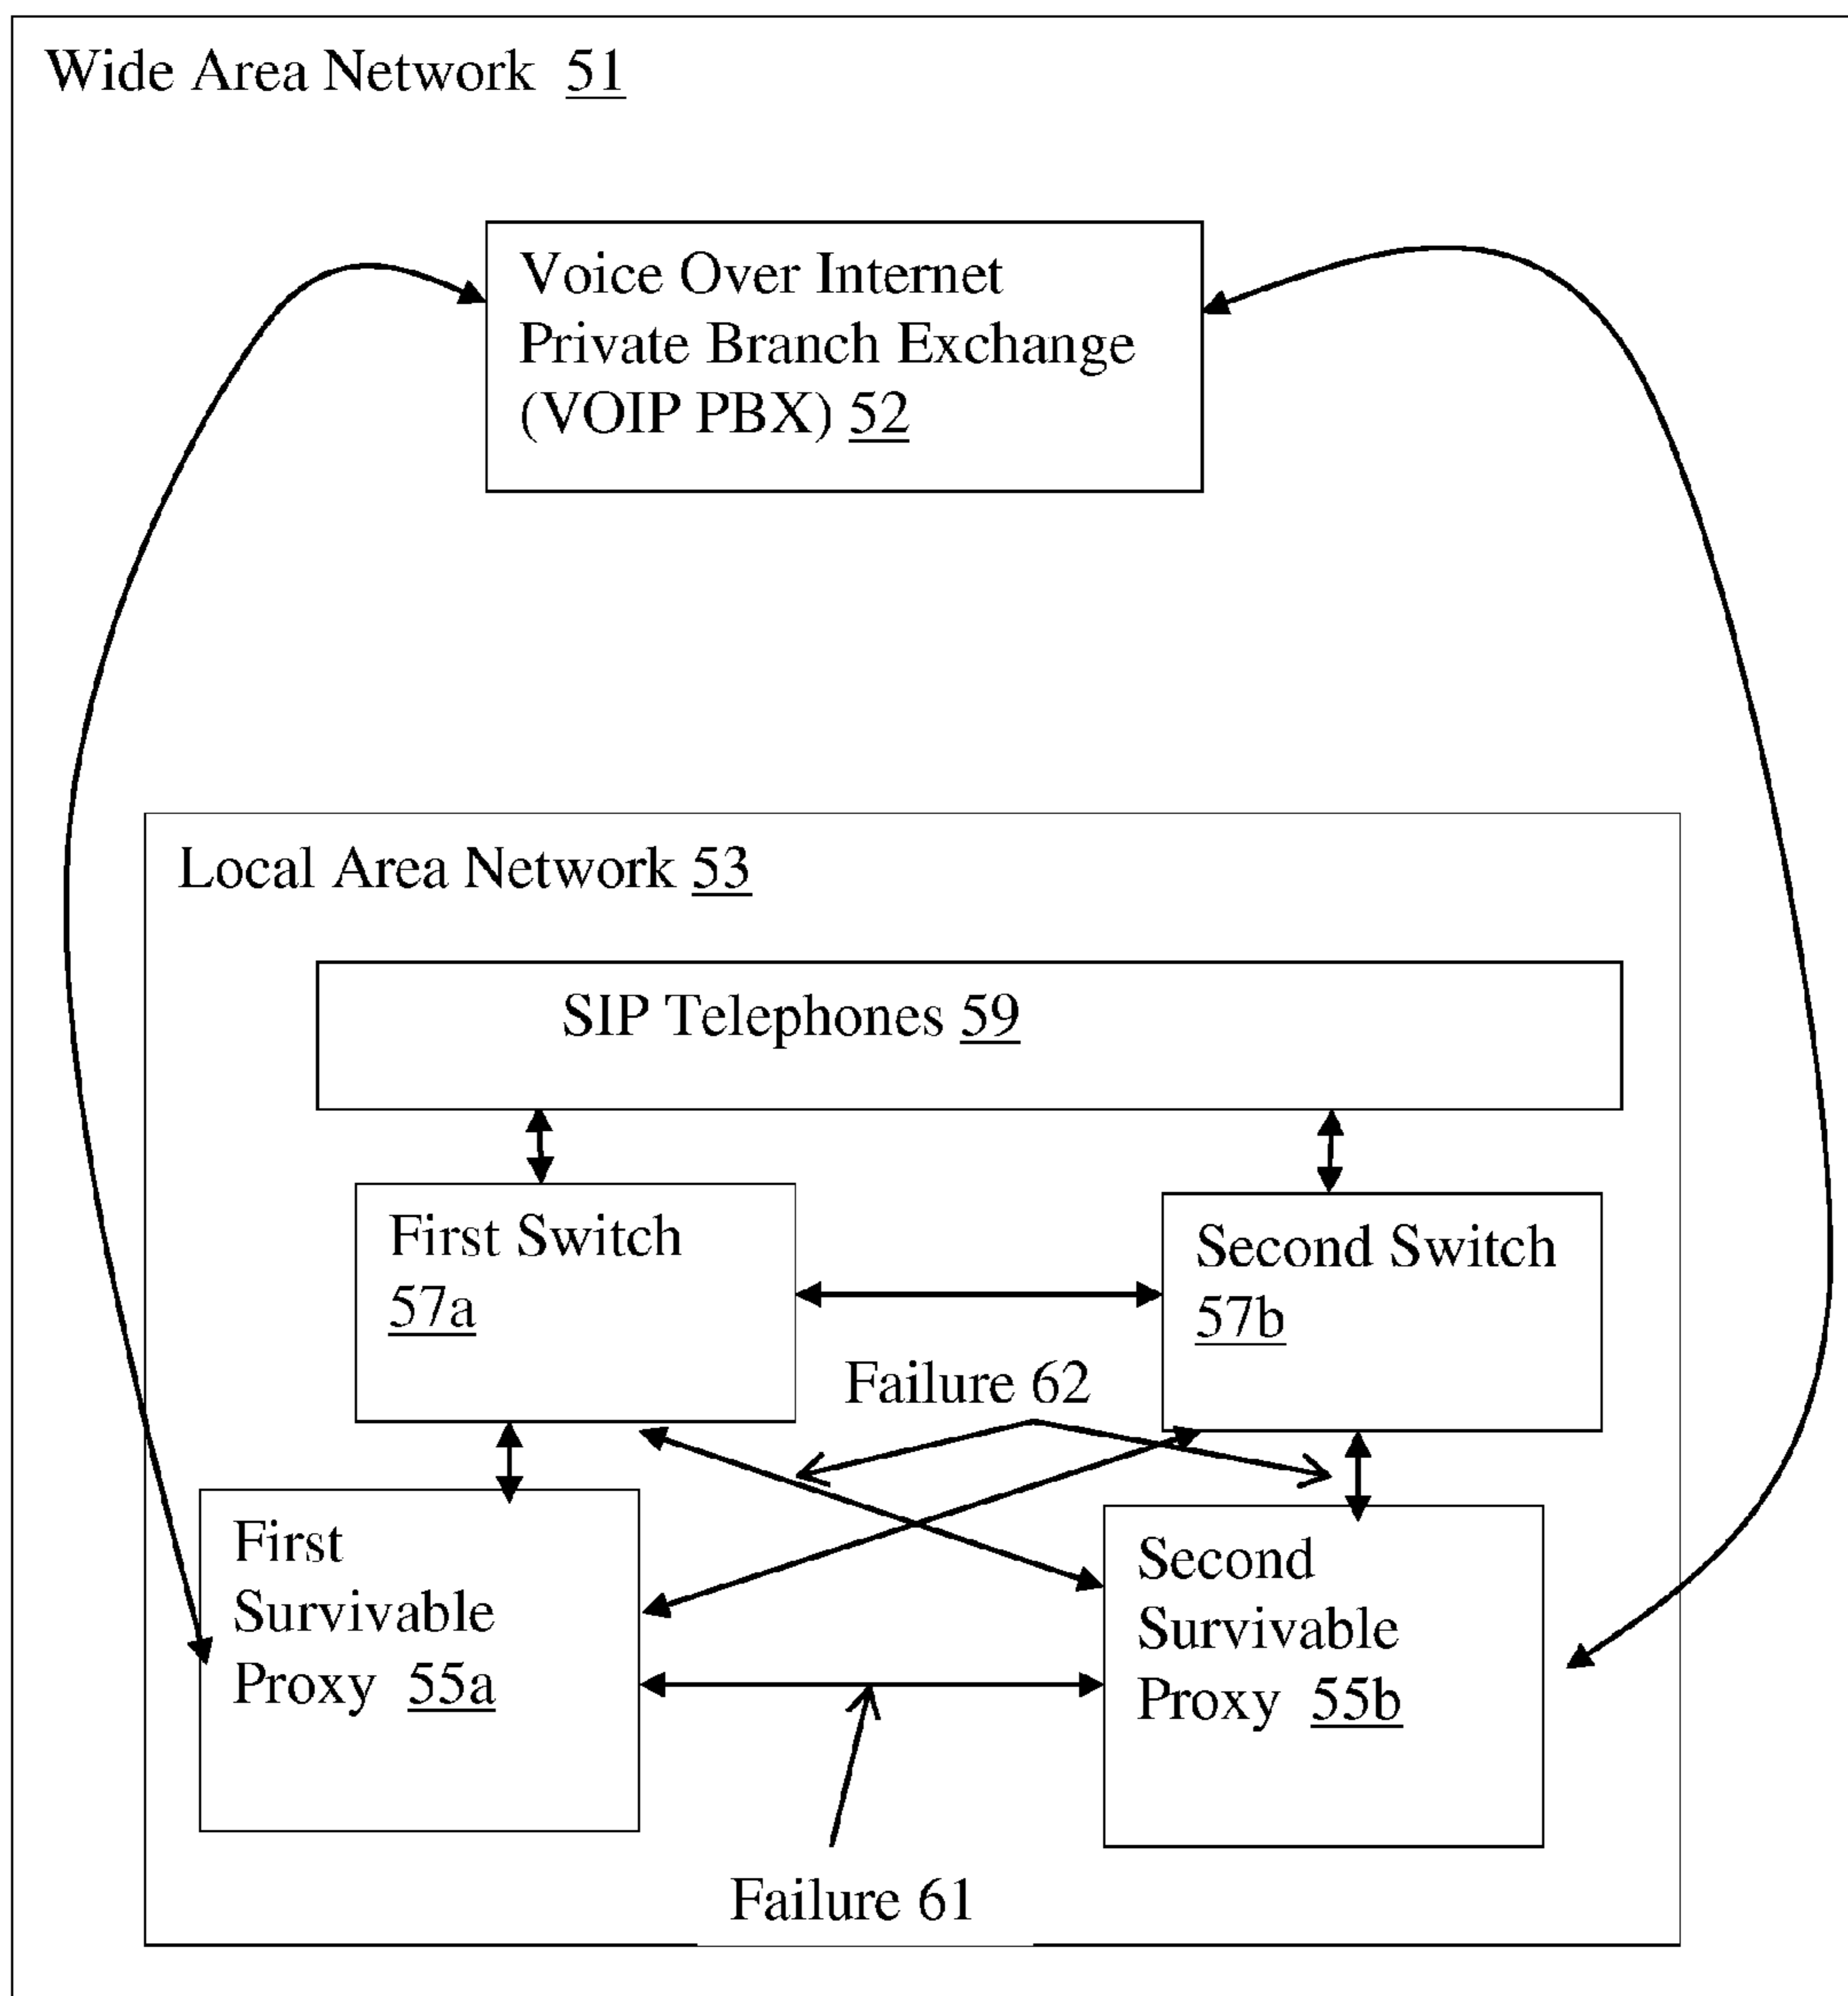 Wide Area Network 51
Voice Over Internet
Private Branch Exchange
(VOIP PBX) 52
Local Area Network 53
SIP Telephones 59
First Switch
57a
Second Switch
57b
Failure 62
First
Survivable
Proxy 55a
Second
Survivable
Proxy 55b
Failure 61